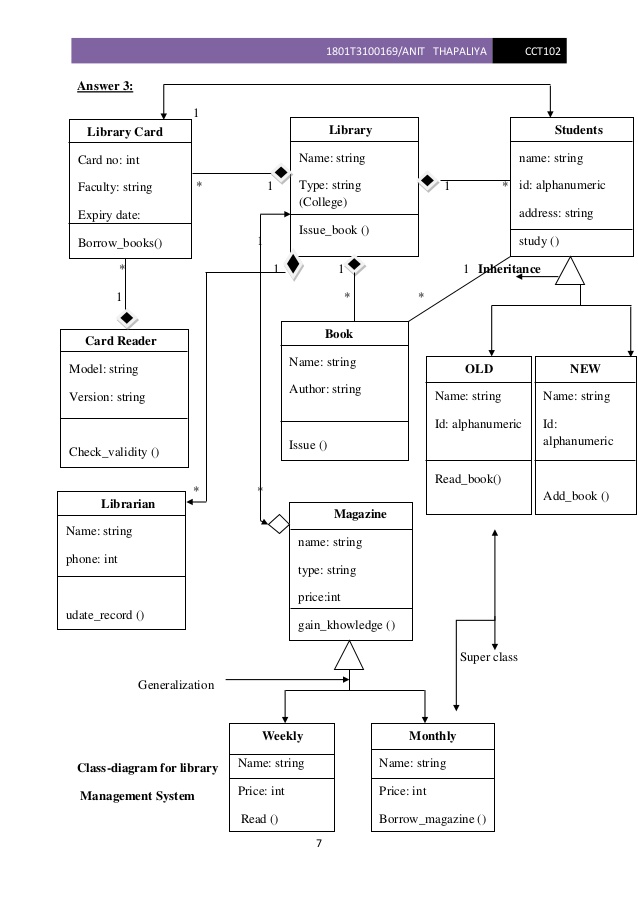 1801T3100169/ANIT THAPALIYA CCT102
Answer 3:
1
Library Card
Card no: int
Faculty: string
Expiry date:
Borrow_books()
*
1
Library
Name: string
Type: string
(College)
Issue_book ()
1
*
Students
name: string
id: alphanumeric
address: string
study ()
1
1
1
*
*
1
Inheritance
*
1
Card Reader
Model: string
Version: string
Check_validity ()
Book
Name: string
Author: string
Issue ()
OLD
Name: string
Id: alphanumeric
Read_book()
NEW
Name: string
Id:
alphanumeric
Add_book ()
*
*
Librarian
Name: string
phone: int
udate_record ()
Magazine
name: string
type: string
price:int
gain_khowledge ()
Super class
Generalization
Weekly
Name: string
Price: int
Read ()
Monthly
Name: string
Price: int
Borrow_magazine ()
Class-diagram for library
Management System
7